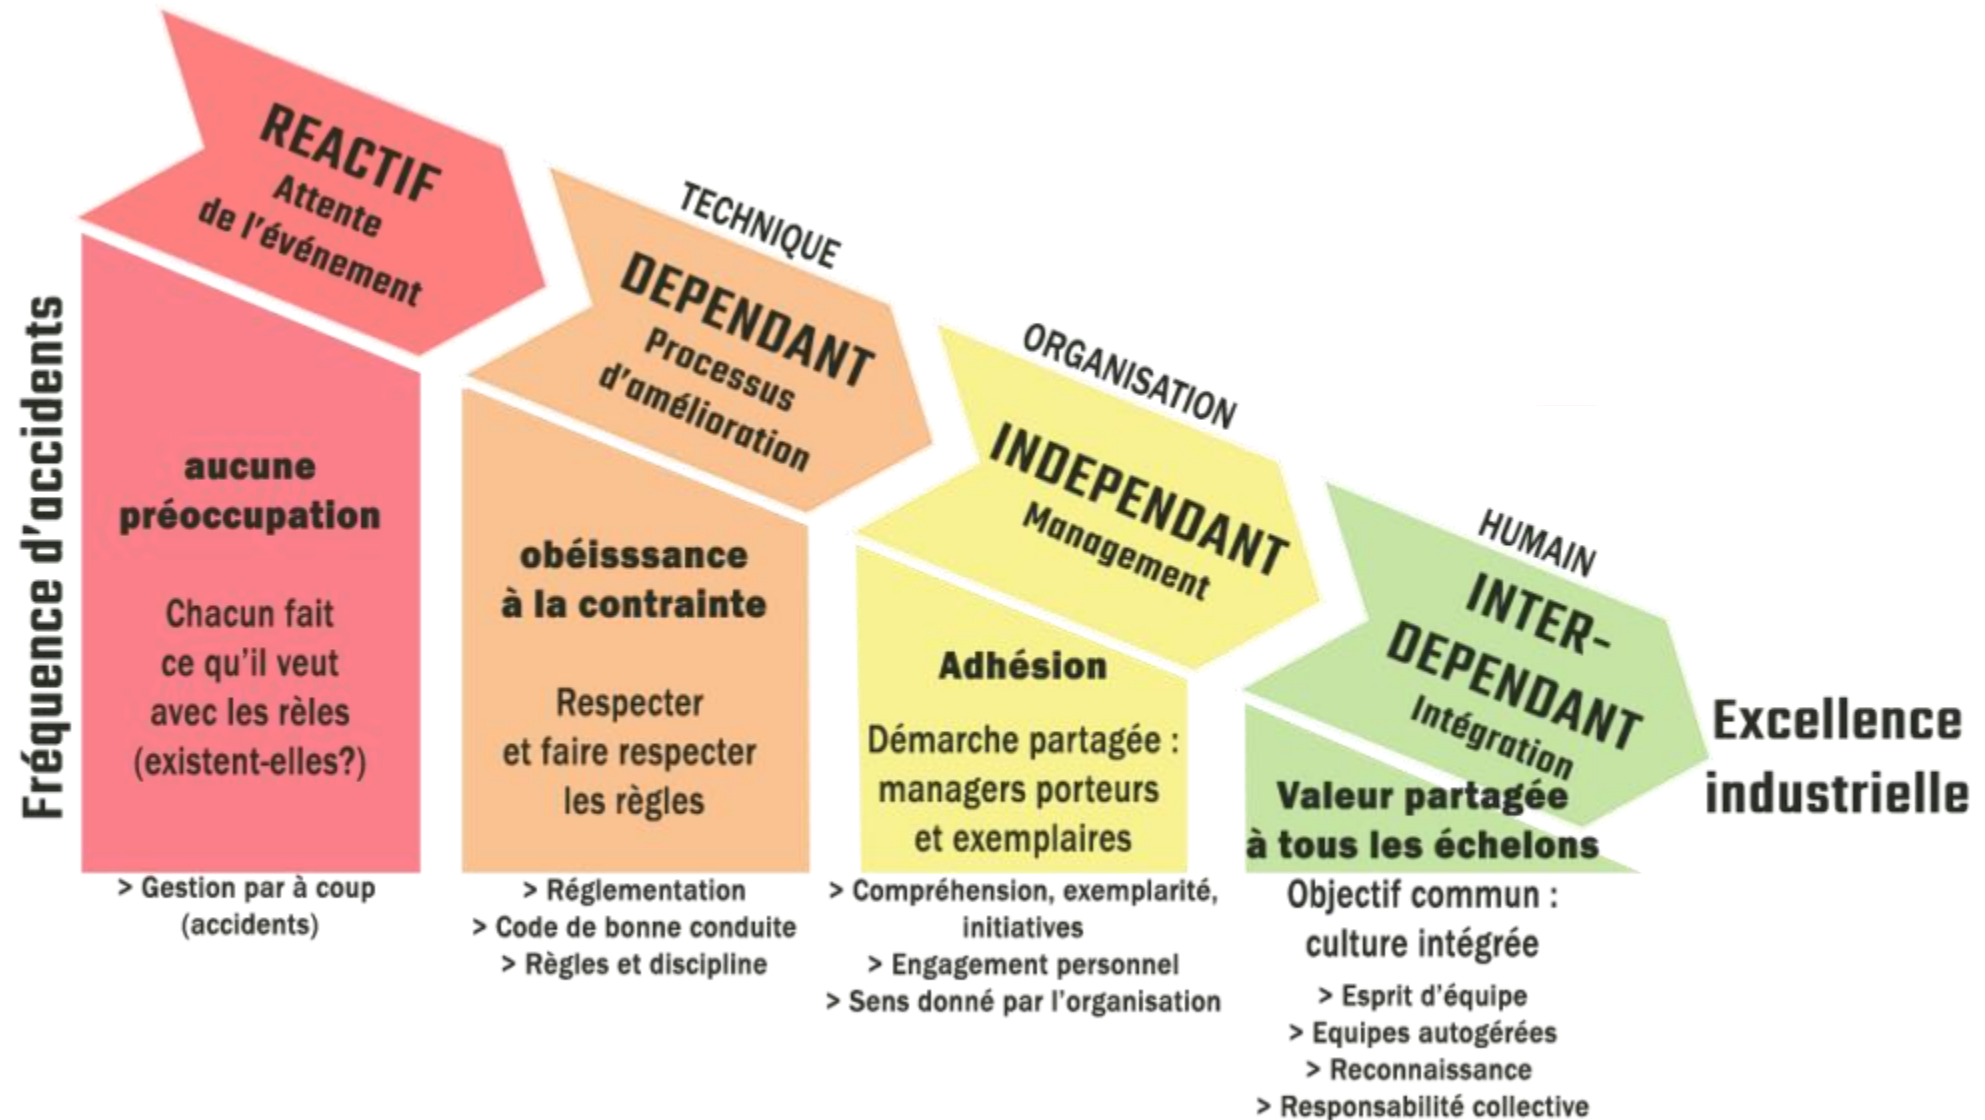 Fréquence d'accidents
REACTIF
Attente
de l'événement
aucune
préoccupation
Chacun fait
ce qu'il veut
avec les rèles
(existent-elles?)
> Gestion par à coup
(accidents)
TECHNIQUE
DEPENDANT
Processus
d'amélioration
obéisssance
à la contrainte
Respecter
et faire respecter
les règles
> Réglementation
> Code de bonne conduite
> Règles et discipline
ORGANISATION
INDEPENDANT
Management
Adhésion
Démarche partagée :
managers porteurs
et exemplaires
> Compréhension, exemplarité,
initiatives
> Engagement personnel
> Sens donné par l'organisation
HUMAIN
INTER-
DEPENDANT
Intégration
Valeur partagée
à tous les échelons
Objectif commun :
culture intégrée
> Esprit d'équipe
> Equipes autogérées
> Reconnaissance
> Responsabilité collective
Excellence
industrielle